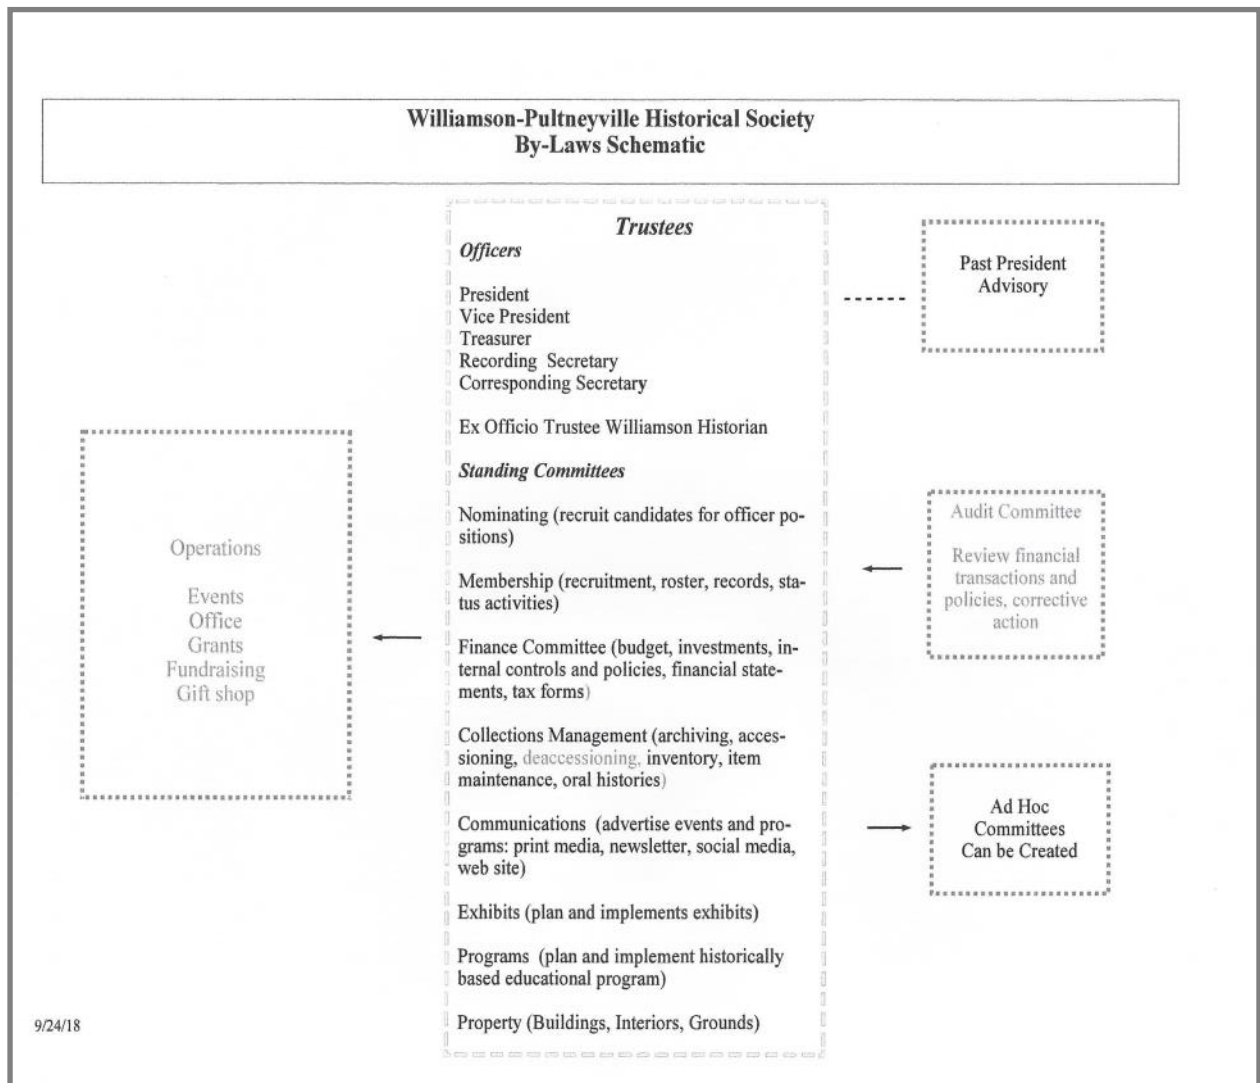 Williamson-Pultneyville Historical Society
By-Laws Schematic
Trustees
Officers
President
Vice President
Treasurer
Recording Secretary
Corresponding Secretary
Ex Officio Trustee Williamson Historian
Standing Committees
Nominating (recruit candidates for officer po-
sitions)
Membership (recruitment, roster, records, sta-
tus activities)
Finance Committee (budget, investments, in-
ternal controls and policies, financial state-
ments, tax forms)
Collections Management (archiving, acces-
sioning, deaccessioning, inventory, item
maintenance, oral histories)
Communications (advertise events and pro-
grams: print media, newsletter, social media,
web site)
Exhibits (plan and implements exhibits)
Programs (plan and implement historically
based educational program)
Property (Buildings, Interiors, Grounds)
Past President
Advisory
Operations
Events
Office
Grants
Fundraising
Gift shop
Audit Committee
Review financial
transactions and
policies, corrective
action
Ad Hoc
Committees
Can be Created
9/24/18